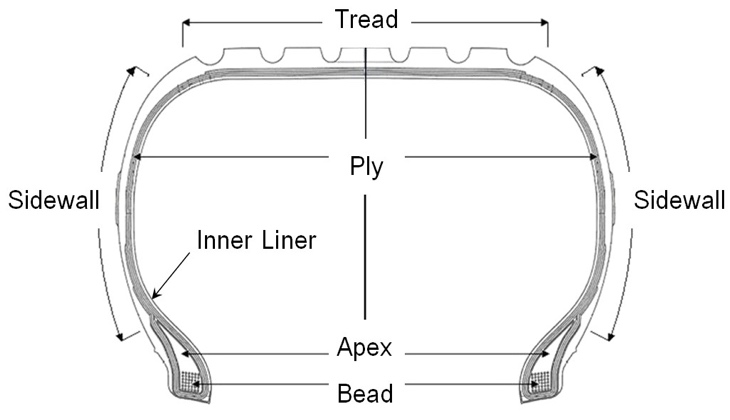 Tread
Ply
Sidewall
Sidewall
Inner Liner
Apex
Bead